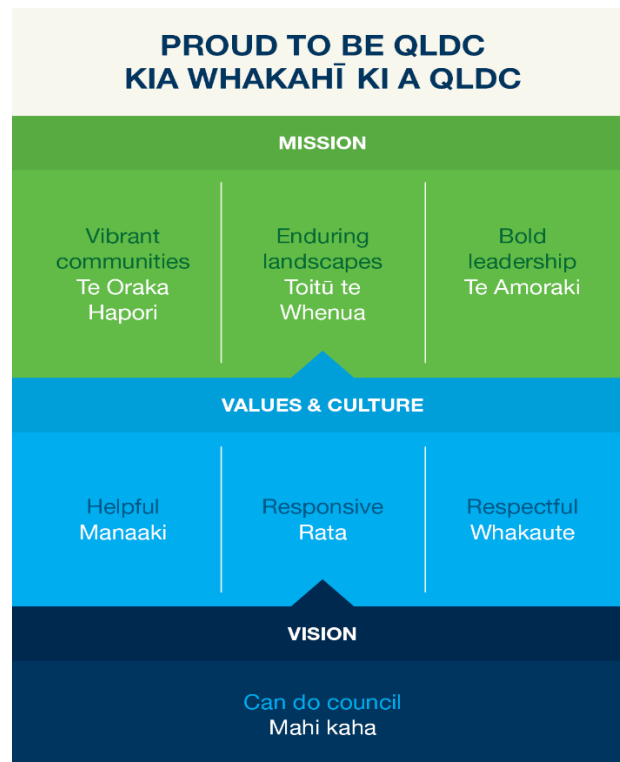 PROUD TO BE QLDC
KIA WHAKAHĪ KI A QLDC
MISSION
Vibrant
communities
Te Oraka
Hapori
Enduring
landscapes
Toitū te
Whenua
Bold
leadership
Te Amoraki
VALUES & CULTURE
Helpful
Manaaki
Responsive
Rata
Respectful
Whakaute
VISION
Can do council
Mahi kaha